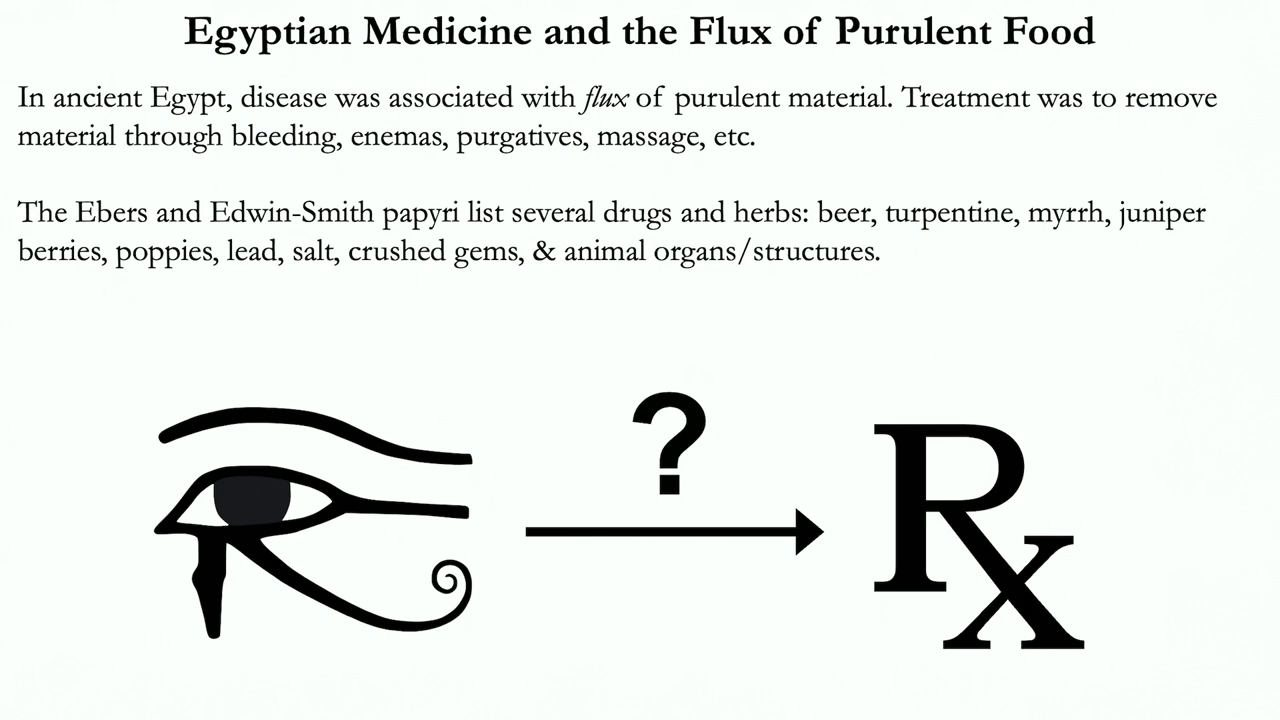 Egyptian Medicine and the Flux of Purulent Food
In ancient Egypt, disease was associated with flux of purulent material. Treatment was to remove
material through bleeding, enemas, purgatives, massage, etc.
The Ebers and Edwin-Smith papyri list several drugs and herbs: beer, turpentine, myrrh, juniper
berries, poppies, lead, salt, crushed gems, & animal organs/structures.
?
Rx